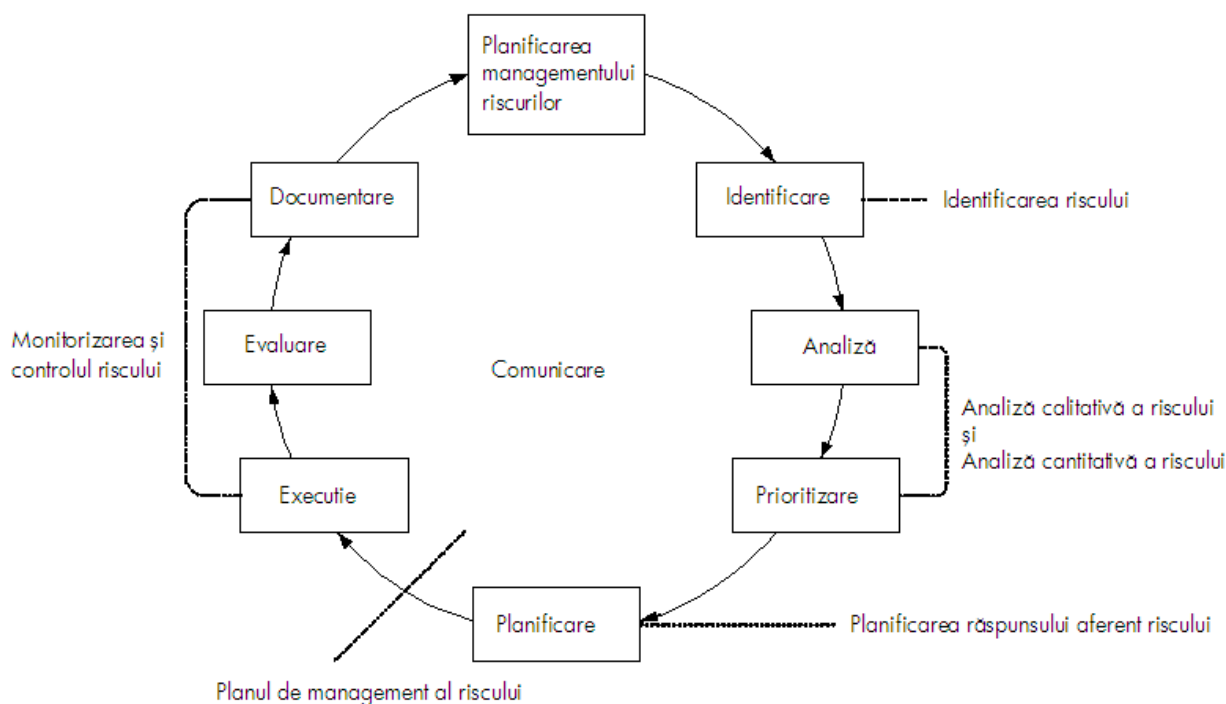 Planificarea
managementului
riscurilor
Documentare
Identificare
Identificarea riscului
Evaluare
Analiză
Monitorizarea și
controlul riscului
Comunicare
Analiză calitativă a riscului
și
Analiză cantitativă a riscului
Executie
Prioritizare
Planificare
Planificarea răspunsului aferent riscului
Planul de management al riscului